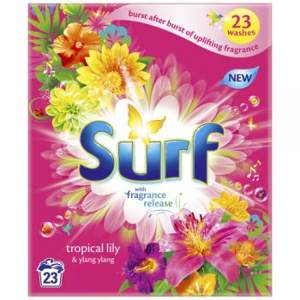 burst after burst of uplifting fragrance
23
washes
NEW
Surf
with
fragrance
release
tropical lily
& ylang ylang
23